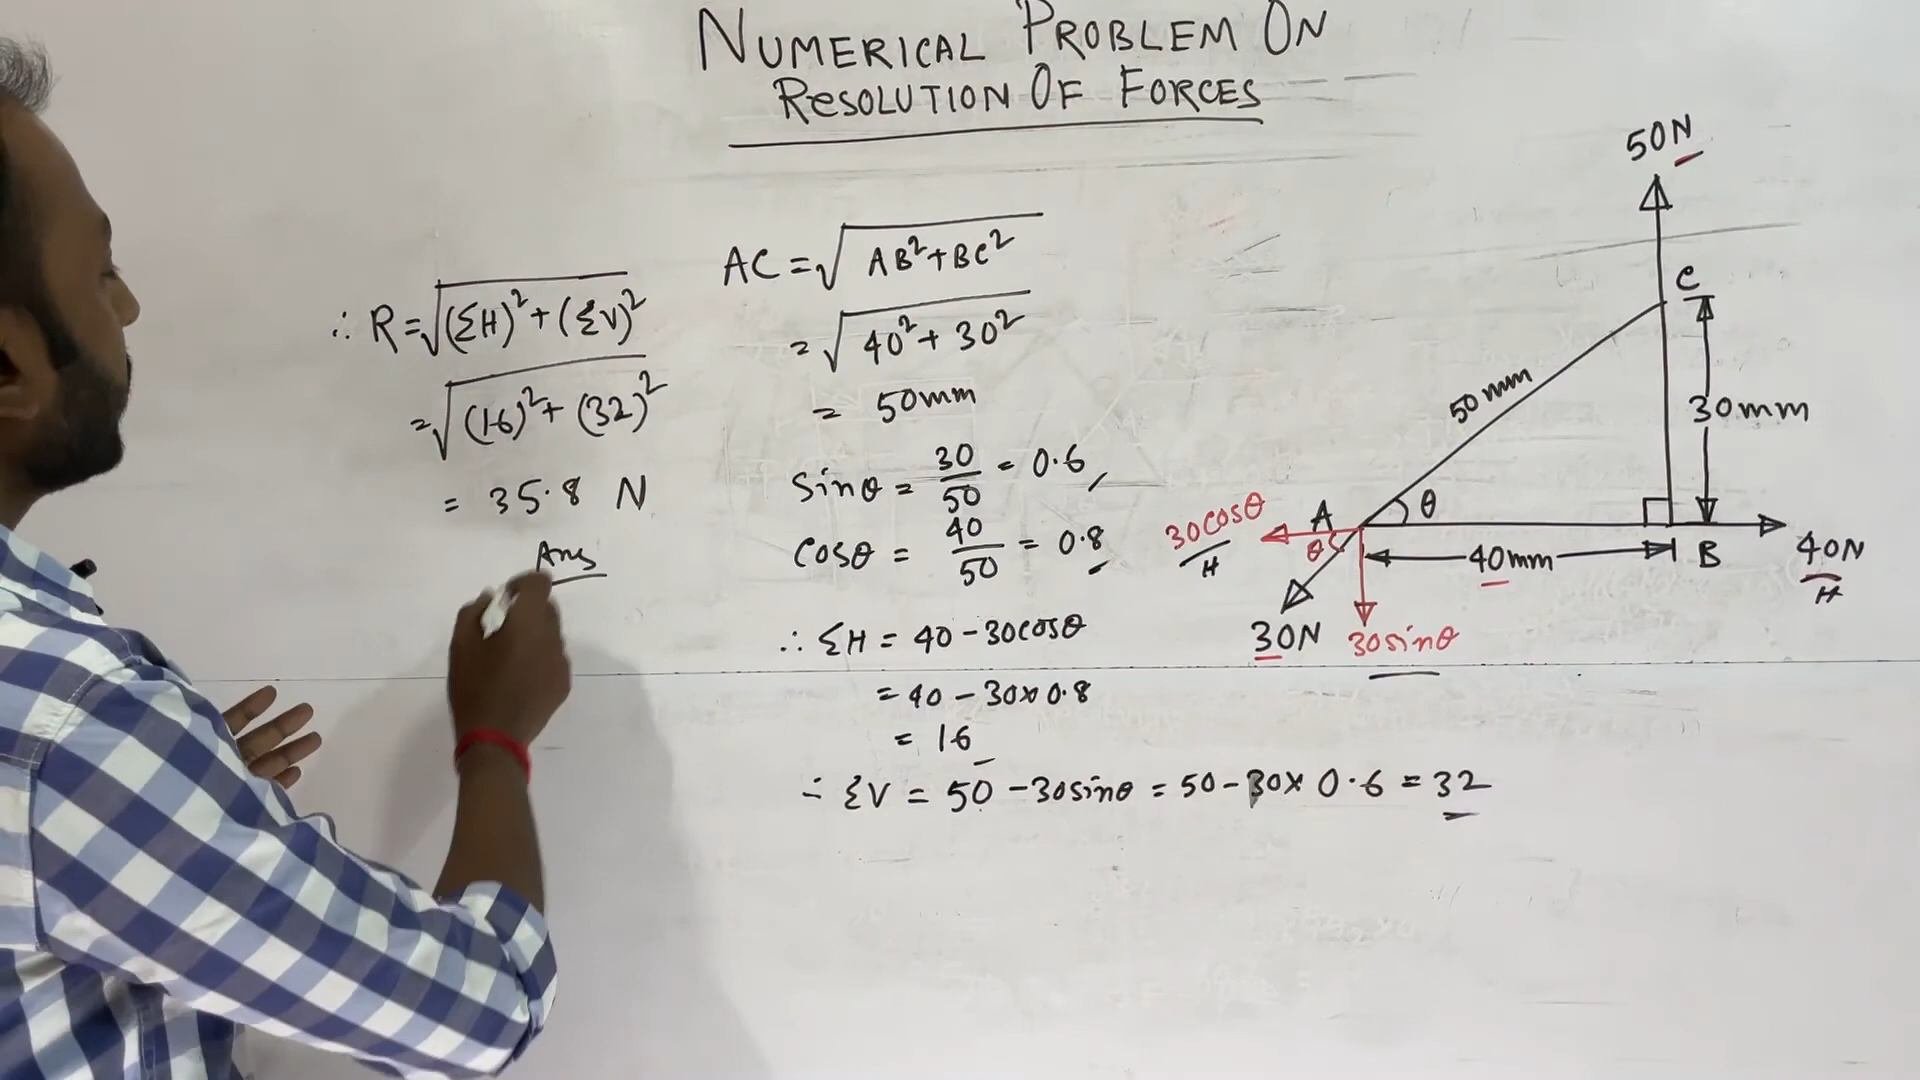 NUMERICAL PROBLEM ON
RESOLUTION OF FORCES
∴ R = √(ΣH)² + (ΣV)²
= √(16)² + (32)²
= 35.8 N
Ans
AC = √AB² + BC²
= √40² + 30²
= 50mm
sinθ = 30/50 = 0.6
cosθ = 40/50 = 0.8
∴ ΣH = 40 - 30cosθ
= 40 - 30×0.8
= 16
∴ ΣV = 50 - 30sinθ = 50 - 30× 0.6 = 32
50N
C
50mm
30mm
30cosθ
H
A
θ
θ
40mm
B
40N
H
30N
30sinθ